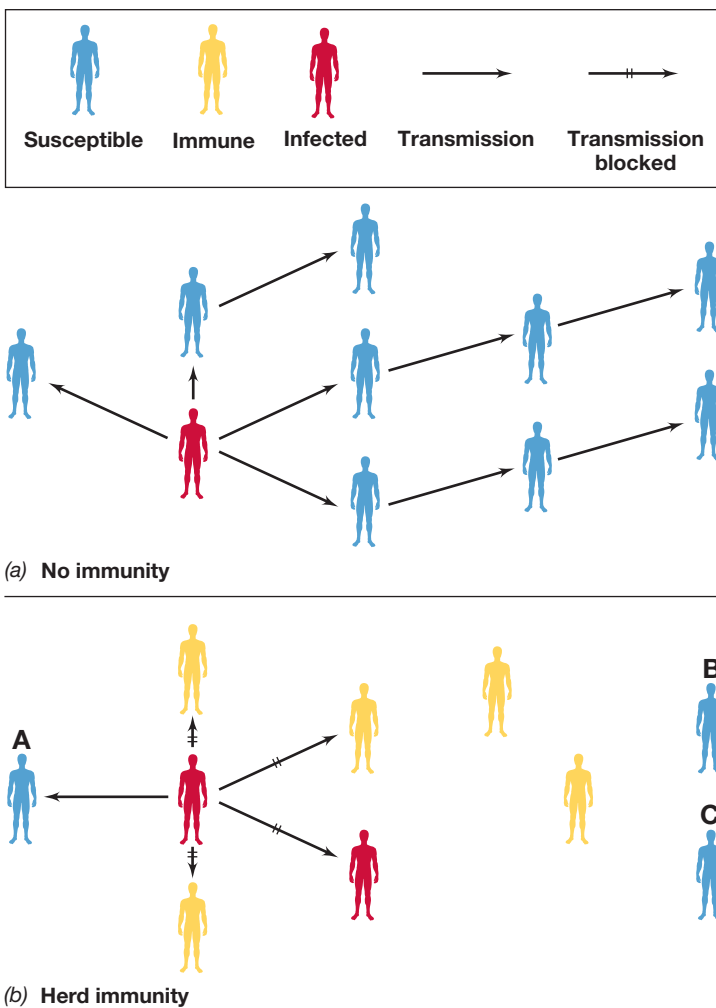 Susceptible
Immune
Infected
Transmission
Transmission
blocked
(a) No immunity
A
B
C
(b) Herd immunity